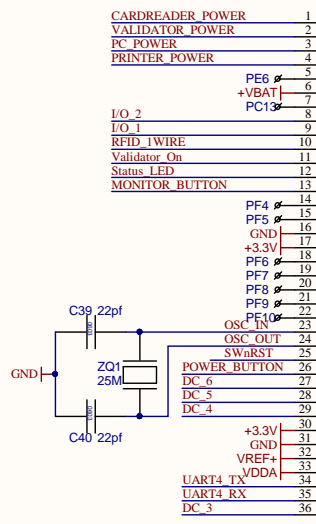 CARDREADER_POWER 1
VALIDATOR_POWER 2
PC_POWER 3
PRINTER_POWER 4
PE6 5
+VBAT 6
PC13 7
I/O_2 8
I/O_1 9
RFID_1WIRE 10
Validator_On 11
Status_LED 12
MONITOR_BUTTON 13
PF4 14
PF5 15
GND 16
+3.3V 17
PF6 18
PF7 19
PF8 20
PF9 21
PF10 22
C39 22pf
OSC_IN 23
OSC_OUT 24
SWnRST 25
ZQ1
25M
GND
POWER_BUTTON 26
DC_6 27
DC_5 28
DC_4 29
C40 22pf
+3.3V 30
GND 31
VREF+ 32
VDDA 33
UART4_TX 34
UART4_RX 35
DC_3 36